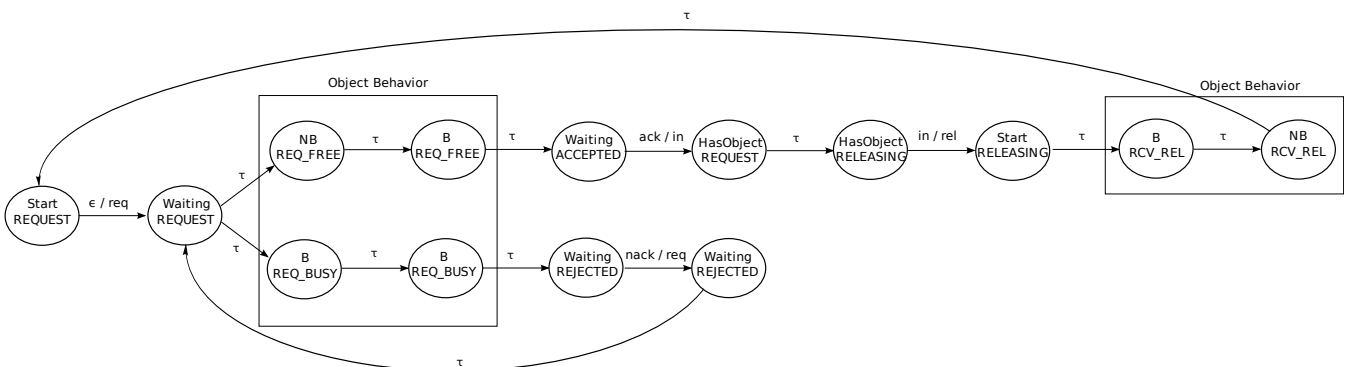 τ
Object Behavior
Object Behavior
NB
REQ_FREE
τ
B
REQ_FREE
τ
Waiting
ACCEPTED
ack / in
HasObject
REQUEST
τ
HasObject
RELEASING
in / rel
Start
RELEASING
τ
B
RCV_REL
τ
NB
RCV_REL
τ
Start
REQUEST
ϵ / req
Waiting
REQUEST
τ
B
REQ_BUSY
τ
B
REQ_BUSY
τ
Waiting
REJECTED
nack / req
Waiting
REJECTED
τ